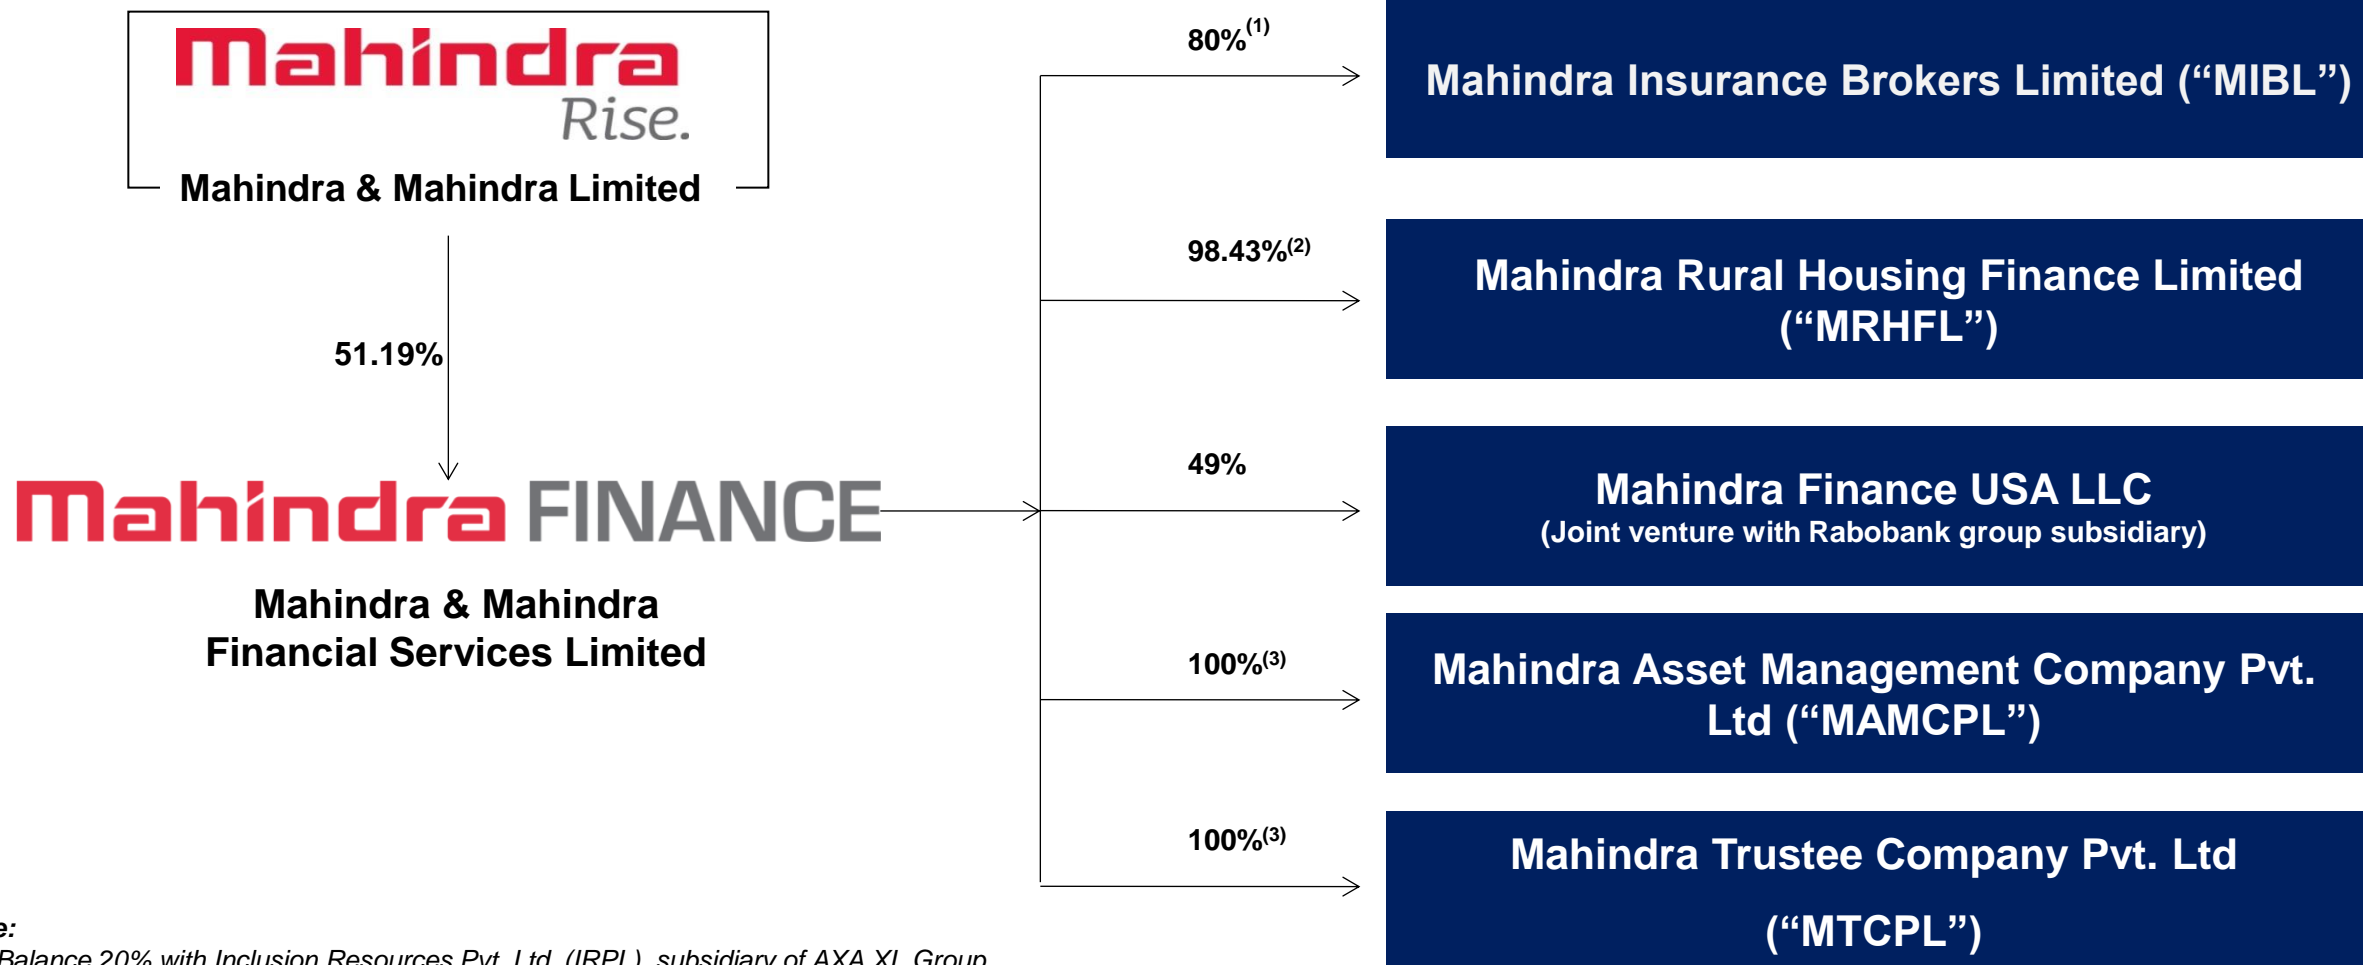 Mahindra
Rise.
Mahindra & Mahindra Limited
51.19%
Mahindra FINANCE
Mahindra & Mahindra
Financial Services Limited
80%(1)
Mahindra Insurance Brokers Limited (“MIBL”)
98.43%(2)
Mahindra Rural Housing Finance Limited
(“MRHFL”)
49%
Mahindra Finance USA LLC
(Joint venture with Rabobank group subsidiary)
100%(3)
Mahindra Asset Management Company Pvt.
Ltd (“MAMCPL”)
100%(3)
Mahindra Trustee Company Pvt. Ltd
(“MTCPL”)
e:
Balance 20% with Inclusion Resources Pvt. Ltd. (IRPL), subsidiary of AXA XL Group